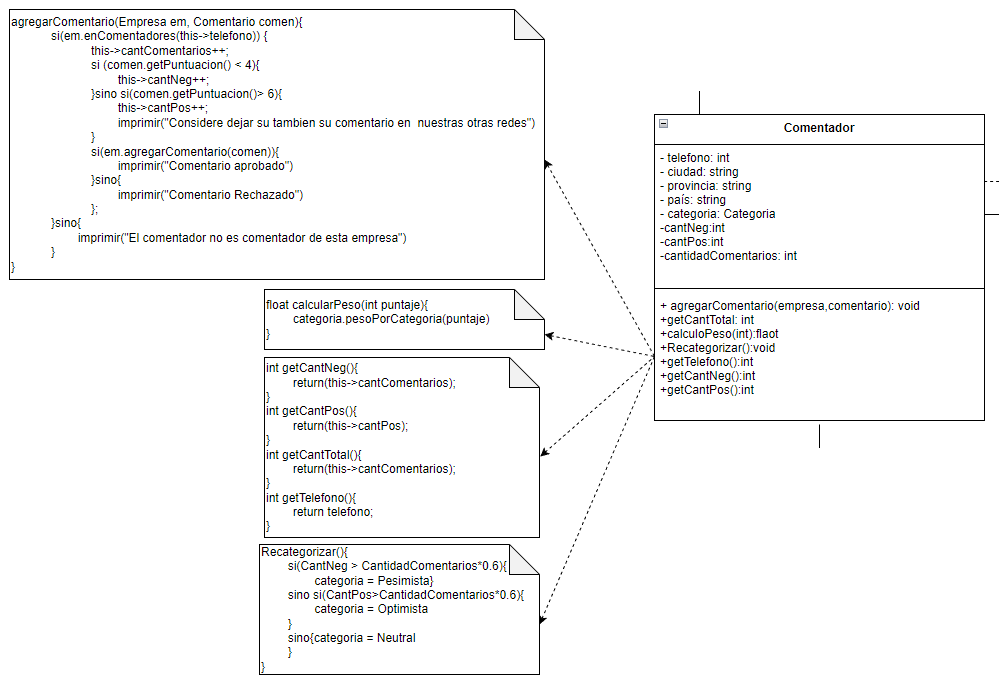 agregarComentario(Empresa em, Comentario comen){
si(em.enComentadores(this->telefono)) {
this->cantComentarios++;
si (comen.getPuntuacion() < 4){
this->cantNeg++;
}sino si(comen.getPuntuacion()> 6){
this->cantPos++;
imprimir("Considere dejar su tambien su comentario en nuestras otras redes")
}
si(em.agregarComentario(comen)){
imprimir("Comentario aprobado")
}sino{
imprimir("Comentario Rechazado")
};
}sino{
imprimir("El comentador no es comentador de esta empresa")
}
}
float calcularPeso(int puntaje){
categoria.pesoPorCategoria(puntaje)
}
int getCantNeg(){
return(this->cantComentarios);
}
int getCantPos(){
return(this->cantPos);
}
int getCantTotal(){
return(this->cantComentarios);
}
int getTelefono(){
return telefono;
}
Recategorizar(){
si(CantNeg > CantidadComentarios*0.6){
categoria = Pesimista}
sino si(CantPos>CantidadComentarios*0.6){
categoria = Optimista
}
sino{categoria = Neutral
}
}
Comentador
- telefono: int
- ciudad: string
- provincia: string
- país: string
- categoria: Categoria
-cantNeg:int
-cantPos:int
-cantidadComentarios: int
+ agregarComentario(empresa,comentario): void
+getCantTotal: int
+calculoPeso(int):flaot
+Recategorizar():void
+getTelefono():int
+getCantNeg():int
+getCantPos():int